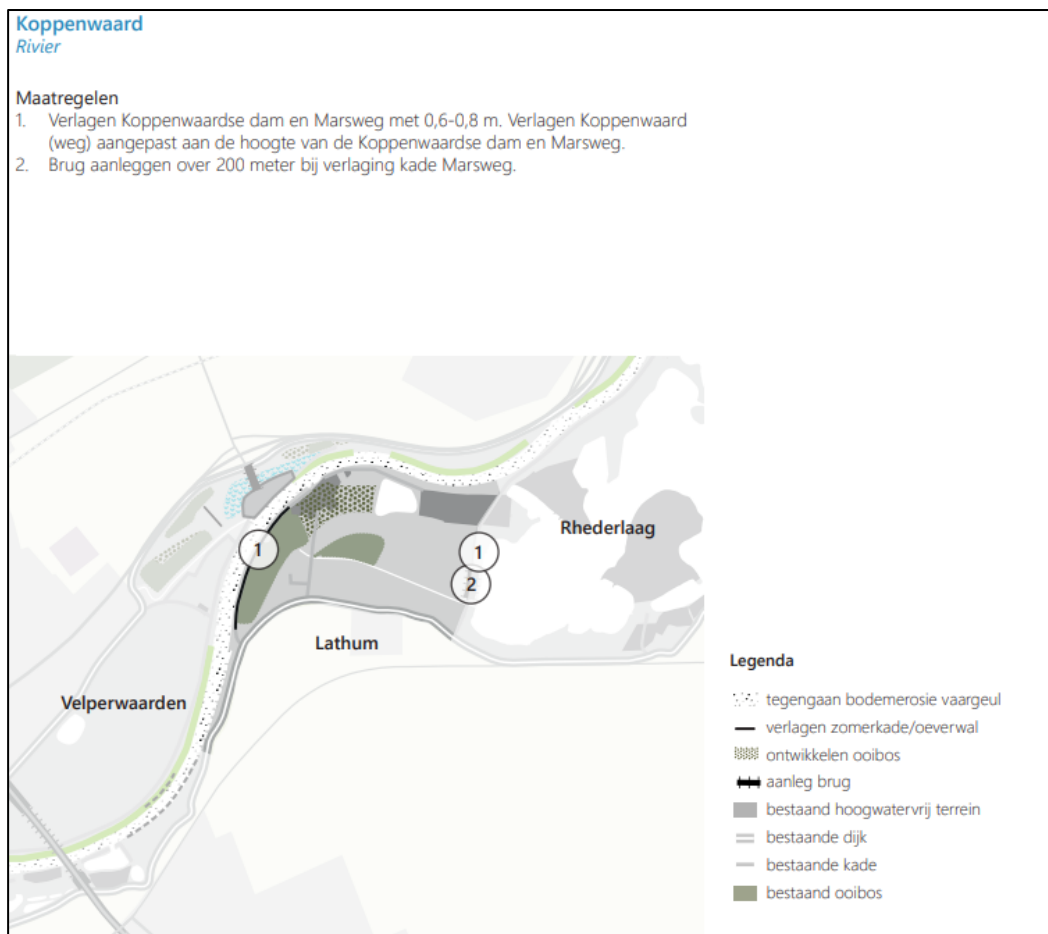 Koppenwaard
Rivier
Maatregelen
1. Verlagen Koppenwaardse dam en Marsweg met 0,6-0,8 m. Verlagen Koppenwaard
(weg) aangepast aan de hoogte van de Koppenwaardse dam en Marsweg.
2. Brug aanleggen over 200 meter bij verlaging kade Marsweg.
Rhederlaag
1
1
2
Lathum
Velperwaarden
Legenda
tegengaan bodemerosie vaargeul
verlagen zomerkade/oeverwal
ontwikkelen ooibos
aanleg brug
bestaand hoogwatervrij terrein
bestaande dijk
bestaande kade
bestaand ooibos